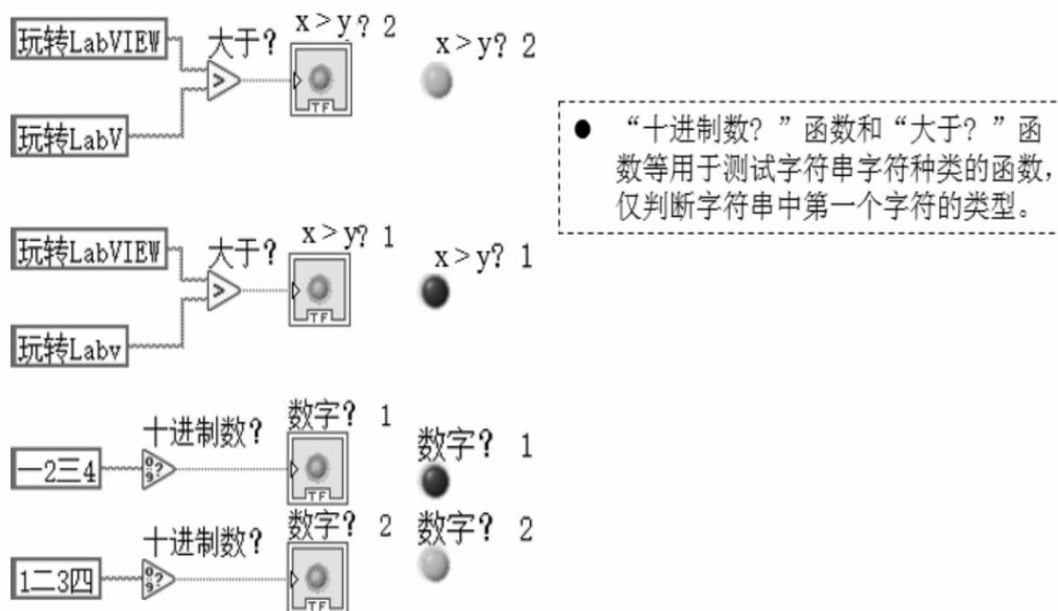 玩转LabVIEW
大于?
x>y? 2
x>y? 2
>
TF
玩转LabV
● “十进制数?”函数和“大于?”函
数等用于测试字符串字符种类的函数,
仅判断字符串中第一个字符的类型。
玩转LabVIEW
大于?
x>y? 1
x>y? 1
>
TF
玩转Labv
十进制数?
数字? 1
数字? 1
一2三4
0
9
?
TF
十进制数?
数字? 2
数字? 2
1二3四
0
9
?
TF